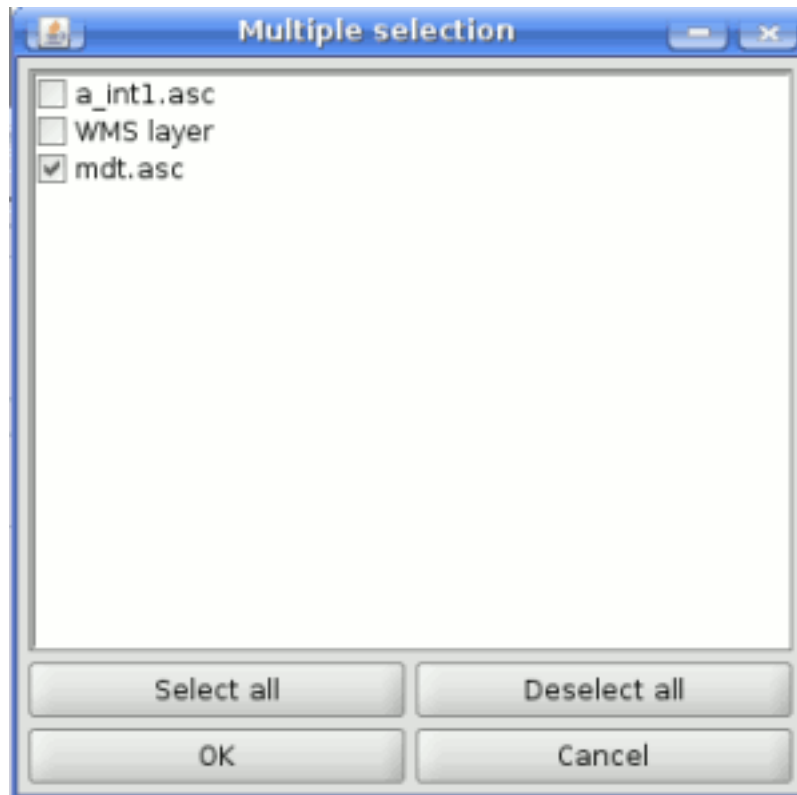 Multiple selection
a_int1.asc
WMS layer
mdt.asc
Select all
Deselect all
OK
Cancel